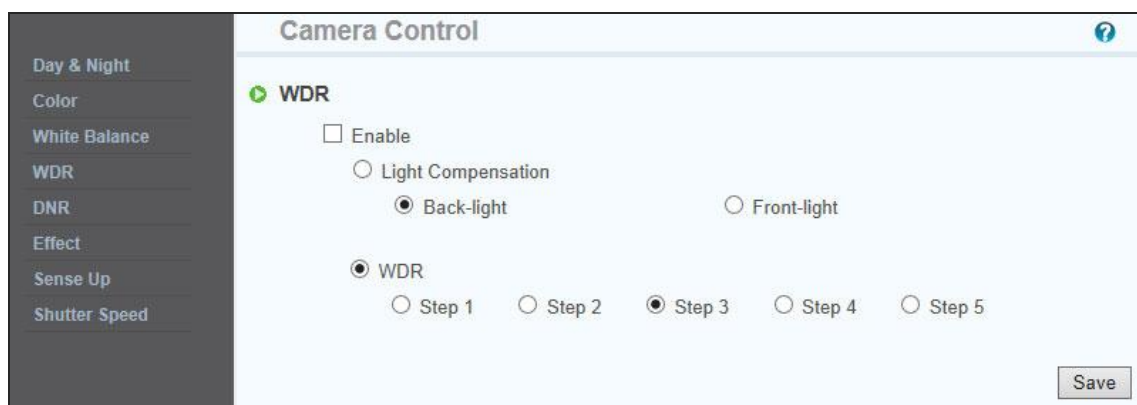 Camera Control
?
Day & Night
Color
White Balance
WDR
DNR
Effect
Sense Up
Shutter Speed
WDR
Enable
Light Compensation
Back-light Front-light
WDR
Step 1 Step 2 Step 3 Step 4 Step 5
Save